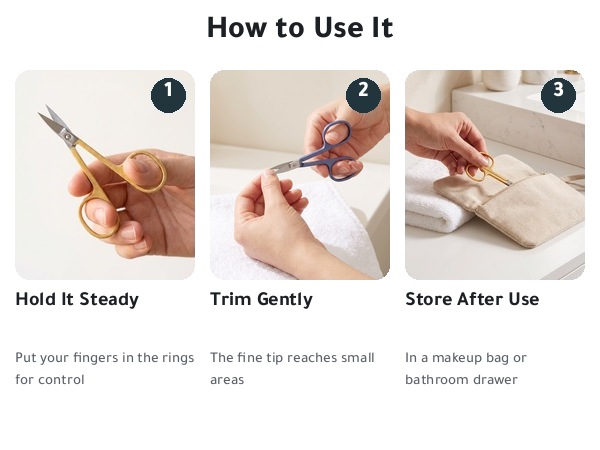 How to Use It
1
2
3
Hold It Steady
Trim Gently
Store After Use
Put your fingers in the rings
for control
The fine tip reaches small
areas
In a makeup bag or
bathroom drawer